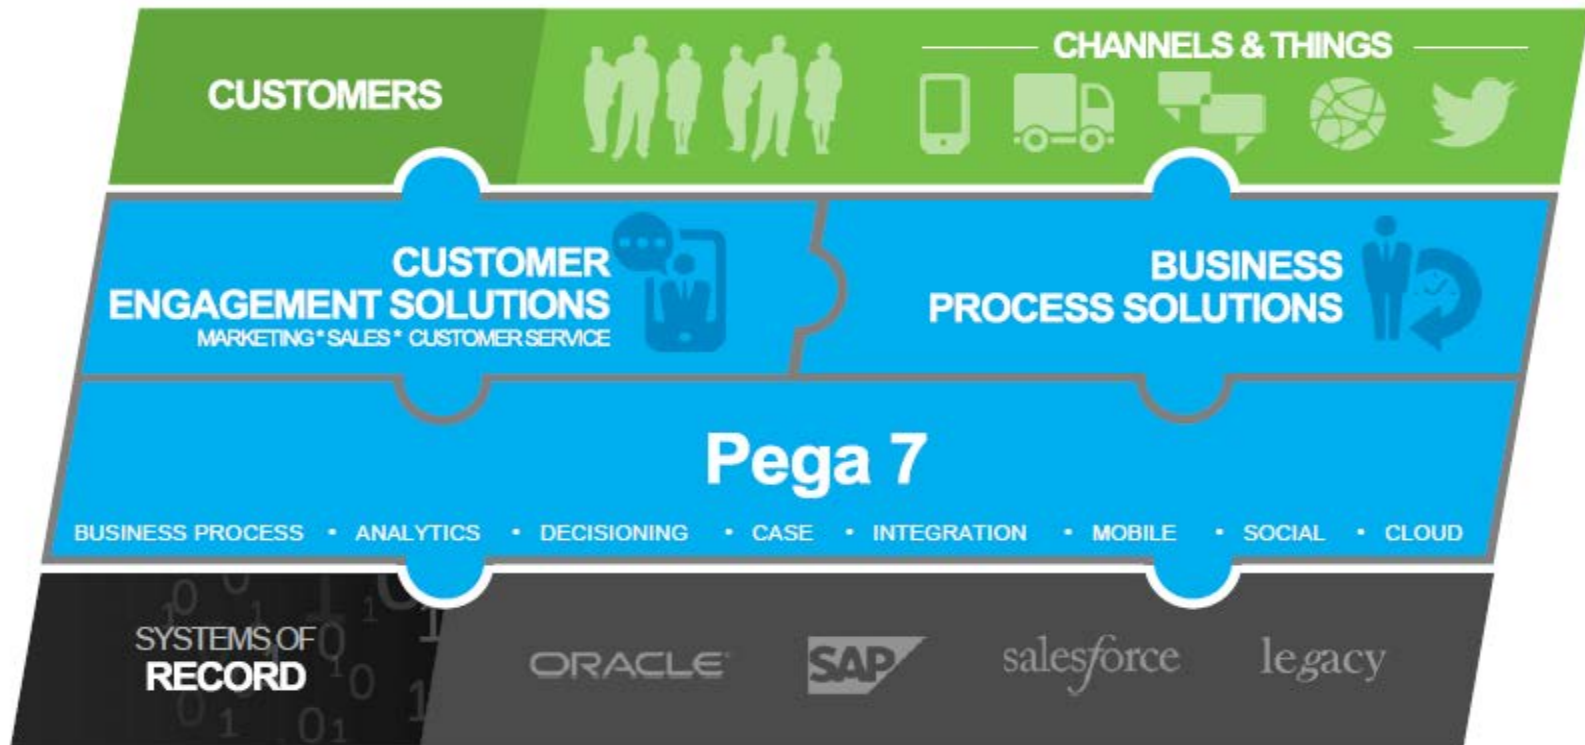 CUSTOMERS
CHANNELS & THINGS
CUSTOMER
ENGAGEMENT SOLUTIONS
MARKETING * SALES * CUSTOMER SERVICE
BUSINESS
PROCESS SOLUTIONS
Pega 7
BUSINESS PROCESS • ANALYTICS • DECISIONING • CASE • INTEGRATION • MOBILE • SOCIAL • CLOUD
SYSTEMS OF
RECORD
ORACLE SAP salesforce legacy